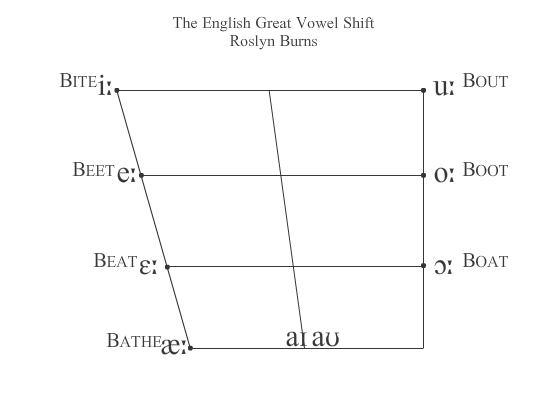 The English Great Vowel Shift
Roslyn Burns
BITE iː uː BOUT
BEET eː oː BOOT
BEAT ɛː ɔː BOAT
BATHE æː aɪ aʊ